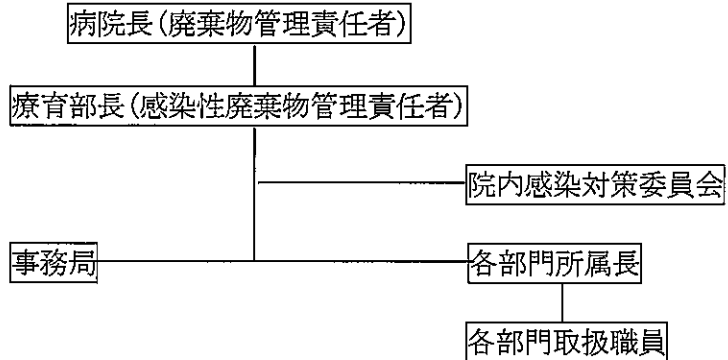 病院長(廃棄物管理責任者)
療育部長(感染性廃棄物管理責任者)
院内感染対策委員会
事務局
各部門所属長
各部門取扱職員